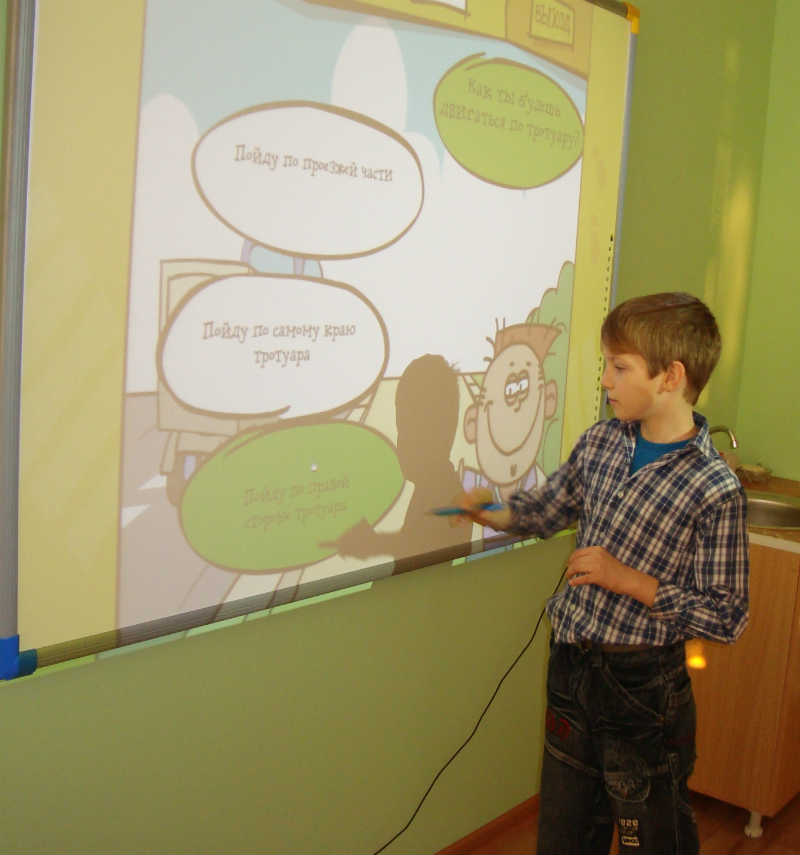 ВЫХОД
Как ты будешь
двигаться по тротуару?
Пойду по проезжей части
Пойду по самому краю
тротуара
Пойду по правой
стороне тротуара